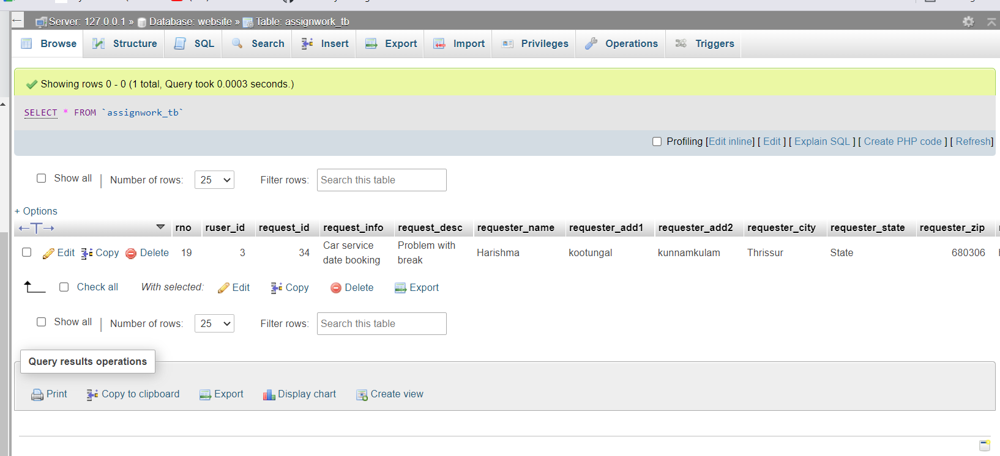 Server: 127.0.0.1 » Database: website » Table: assignwork_tb
Browse Structure SQL Search Insert Export Import Privileges Operations Triggers
Showing rows 0 - 0 (1 total, Query took 0.0003 seconds.)
SELECT * FROM `assignwork_tb`
Profiling [Edit inline] [ Edit ] [ Explain SQL ] [ Create PHP code ] [ Refresh]
Show all | Number of rows: 25 Filter rows: Search this table
+ Options
←T→ rno ruser_id request_id request_info request_desc requester_name requester_add1 requester_add2 requester_city requester_state requester_zip
Edit Copy Delete 19 3 34 Car service date booking Problem with break Harishma kootungal kunnamkulam Thrissur State 680306
Check all With selected: Edit Copy Delete Export
Show all | Number of rows: 25 Filter rows: Search this table
Query results operations
Print Copy to clipboard Export Display chart Create view